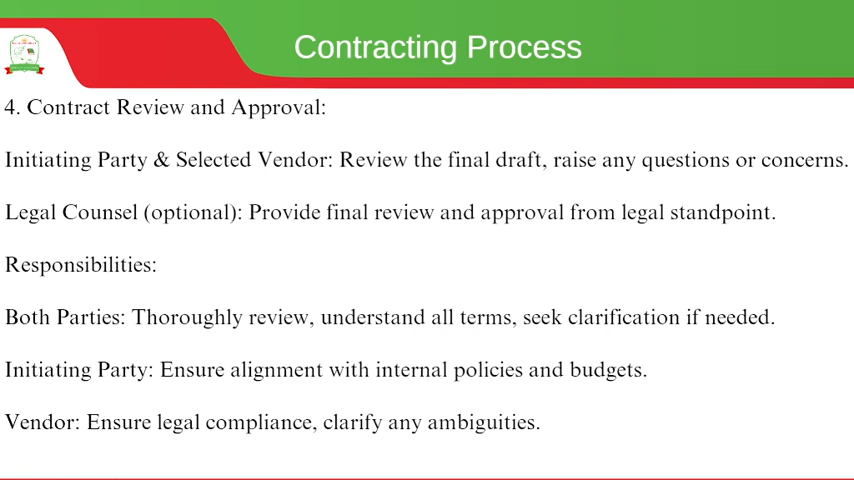 Contracting Process
4. Contract Review and Approval:
Initiating Party & Selected Vendor: Review the final draft, raise any questions or concerns.
Legal Counsel (optional): Provide final review and approval from legal standpoint.
Responsibilities:
Both Parties: Thoroughly review, understand all terms, seek clarification if needed.
Initiating Party: Ensure alignment with internal policies and budgets.
Vendor: Ensure legal compliance, clarify any ambiguities.